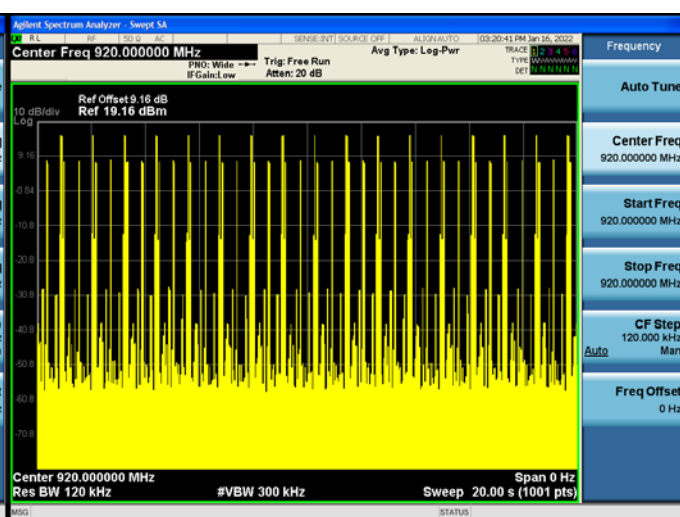 Agilent Spectrum Analyzer - Swept SA
RL RF 50 Ω AC SENSE:INT SOURCE OFF ALIGN AUTO 03:20:41 PM Jan 16, 2022
Center Freq 920.000000 MHz
PNO: Wide
IFGain:Low
Trig: Free Run
Atten: 20 dB
Avg Type: Log-Pwr
TRACE 1 2 3 4 5 6
TYPE
DET N N N N N N
Ref Offset 9.16 dB
10 dB/div Ref 19.16 dBm
Log
9.16
-0.84
-10.8
-20.8
-30.8
-40.8
-50.8
-60.8
-70.8
Center 920.000000 MHz Span 0 Hz
Res BW 120 kHz #VBW 300 kHz Sweep 20.00 s (1001 pts)
MSG STATUS
Frequency
Auto Tune
Center Freq
920.000000 MHz
Start Freq
920.000000 MHz
Stop Freq
920.000000 MHz
CF Step
120.000 kHz
Auto Man
Freq Offset
0 Hz